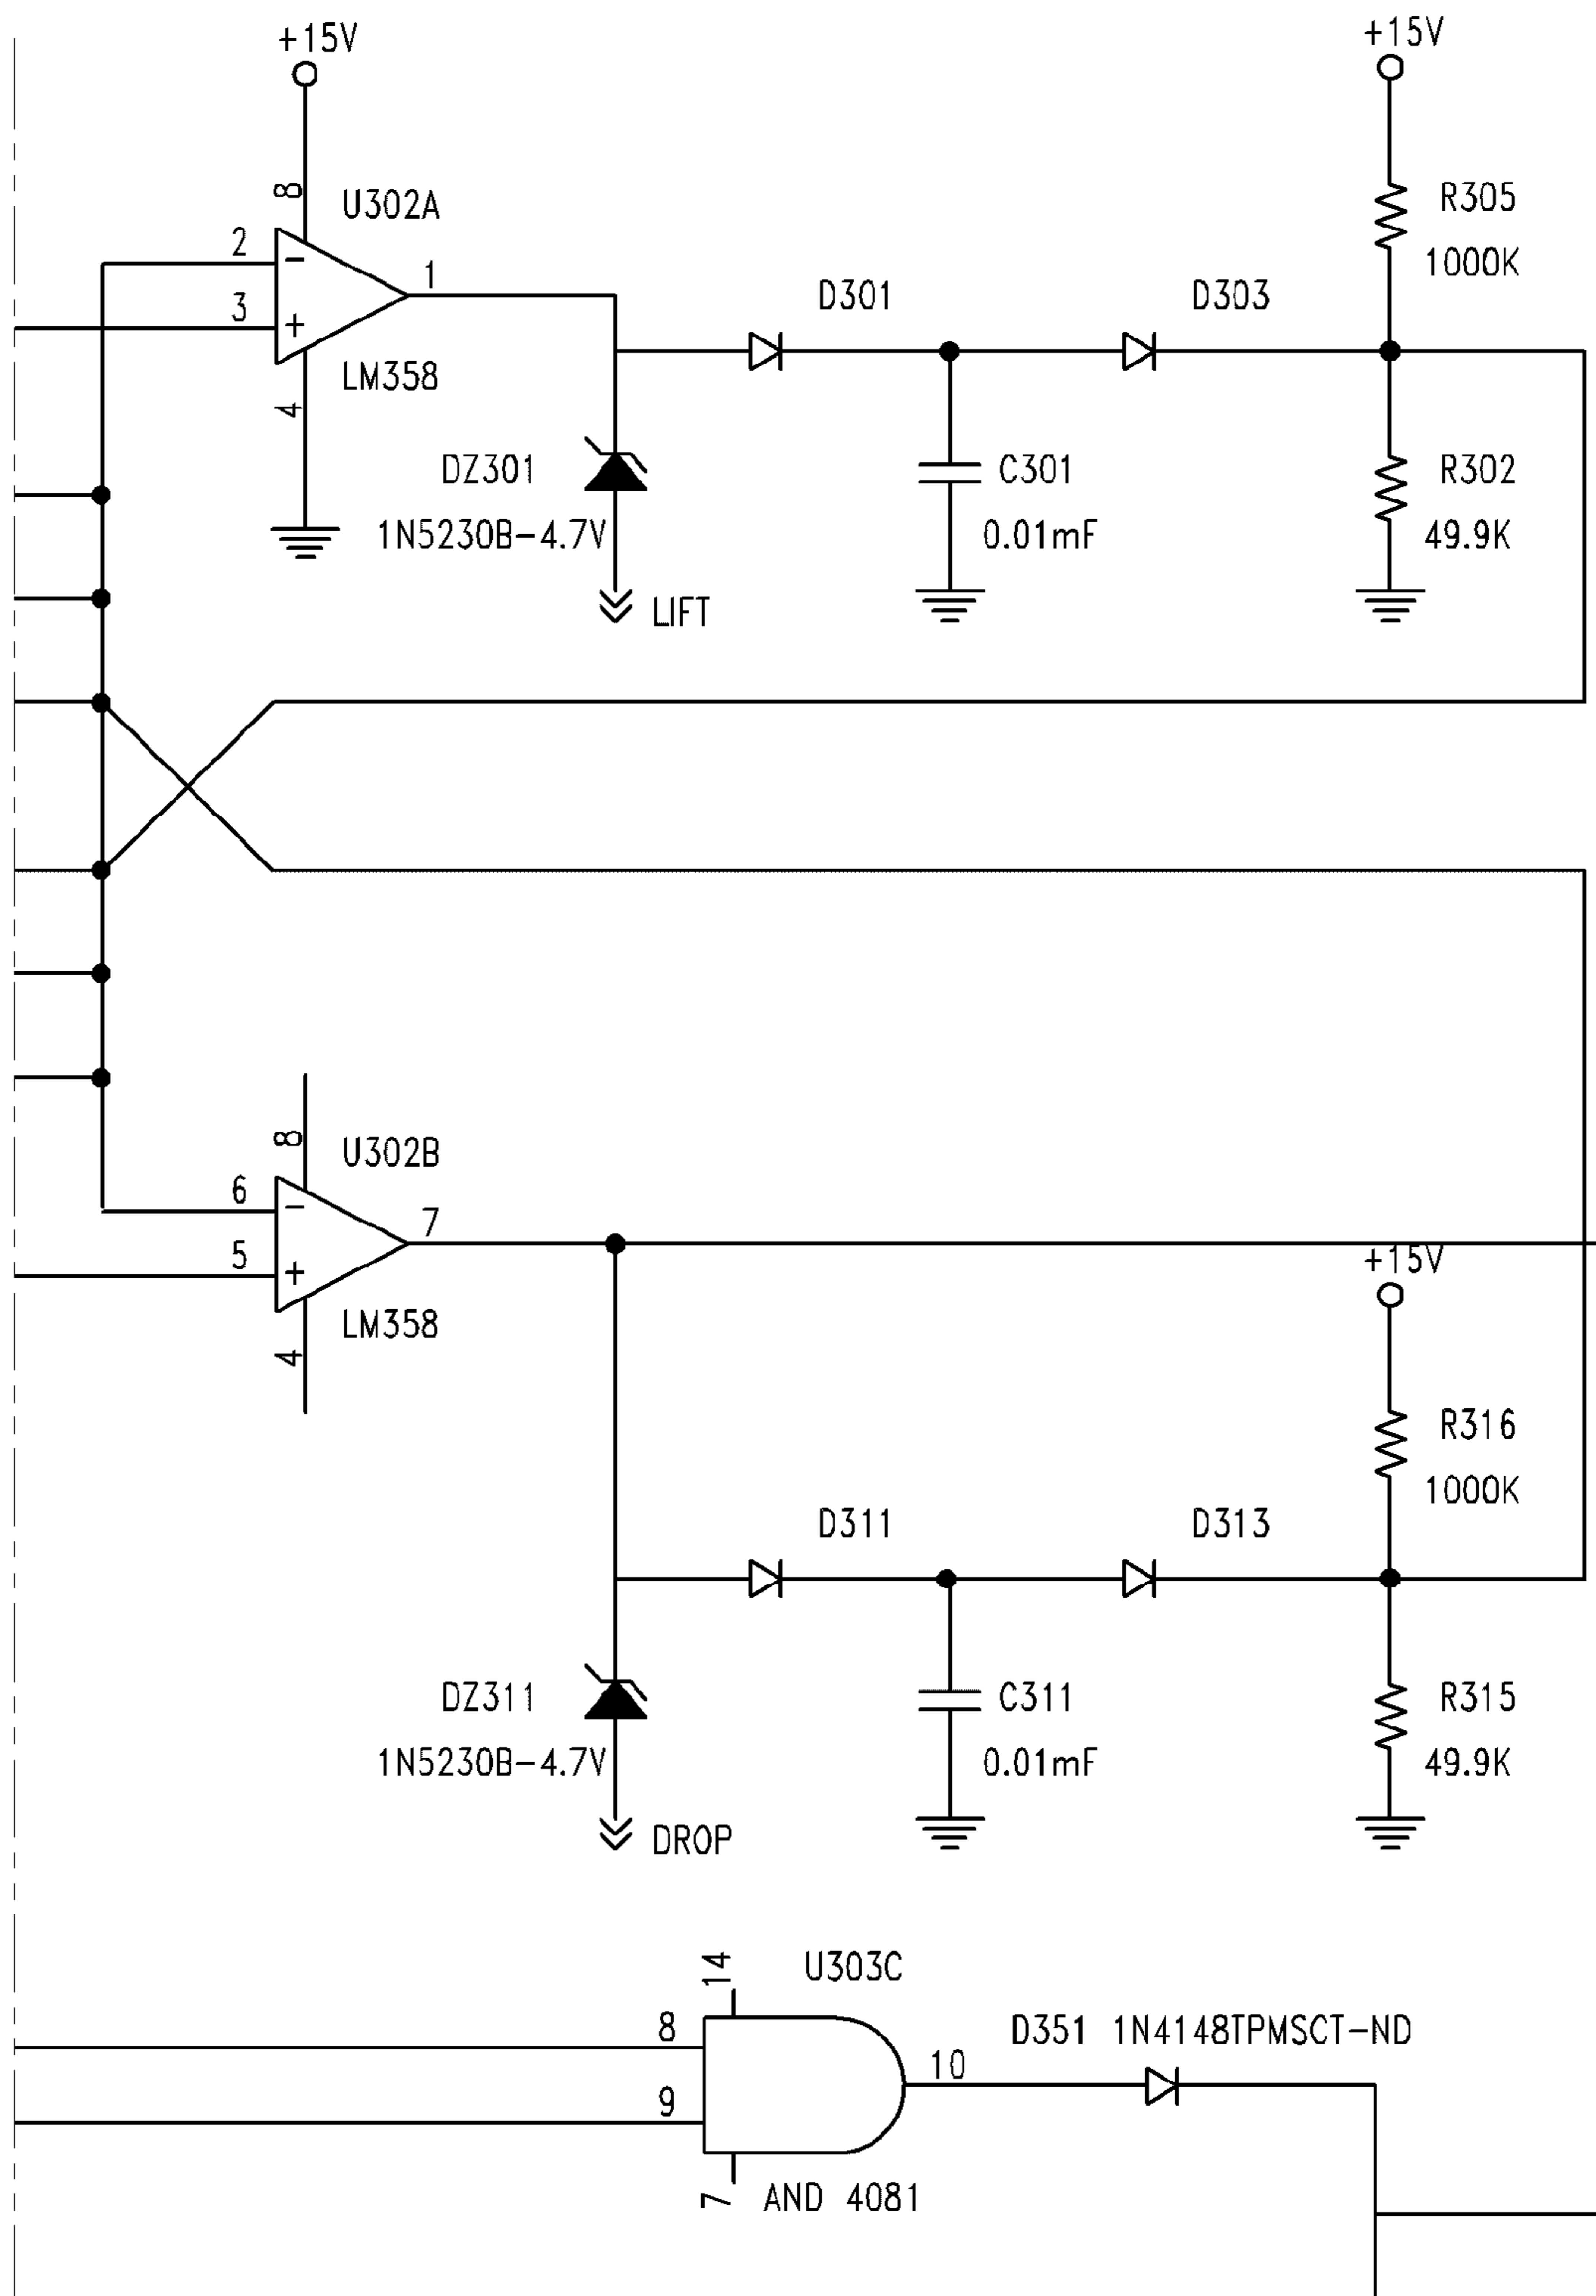 +15V
+15V
8
U302A
R305
2
−
1
1000K
3
+
D301
D303
LM358
4
DZ301
C301
R302
1N5230B-4.7V
0.01mF
49.9K
LIFT
8
U302B
6
−
7
5
+
+15V
LM358
4
R316
1000K
D311
D313
DZ311
C311
R315
1N5230B-4.7V
0.01mF
49.9K
DROP
14
U303C
8
D351 1N4148TPMSCT-ND
10
9
7
AND 4081